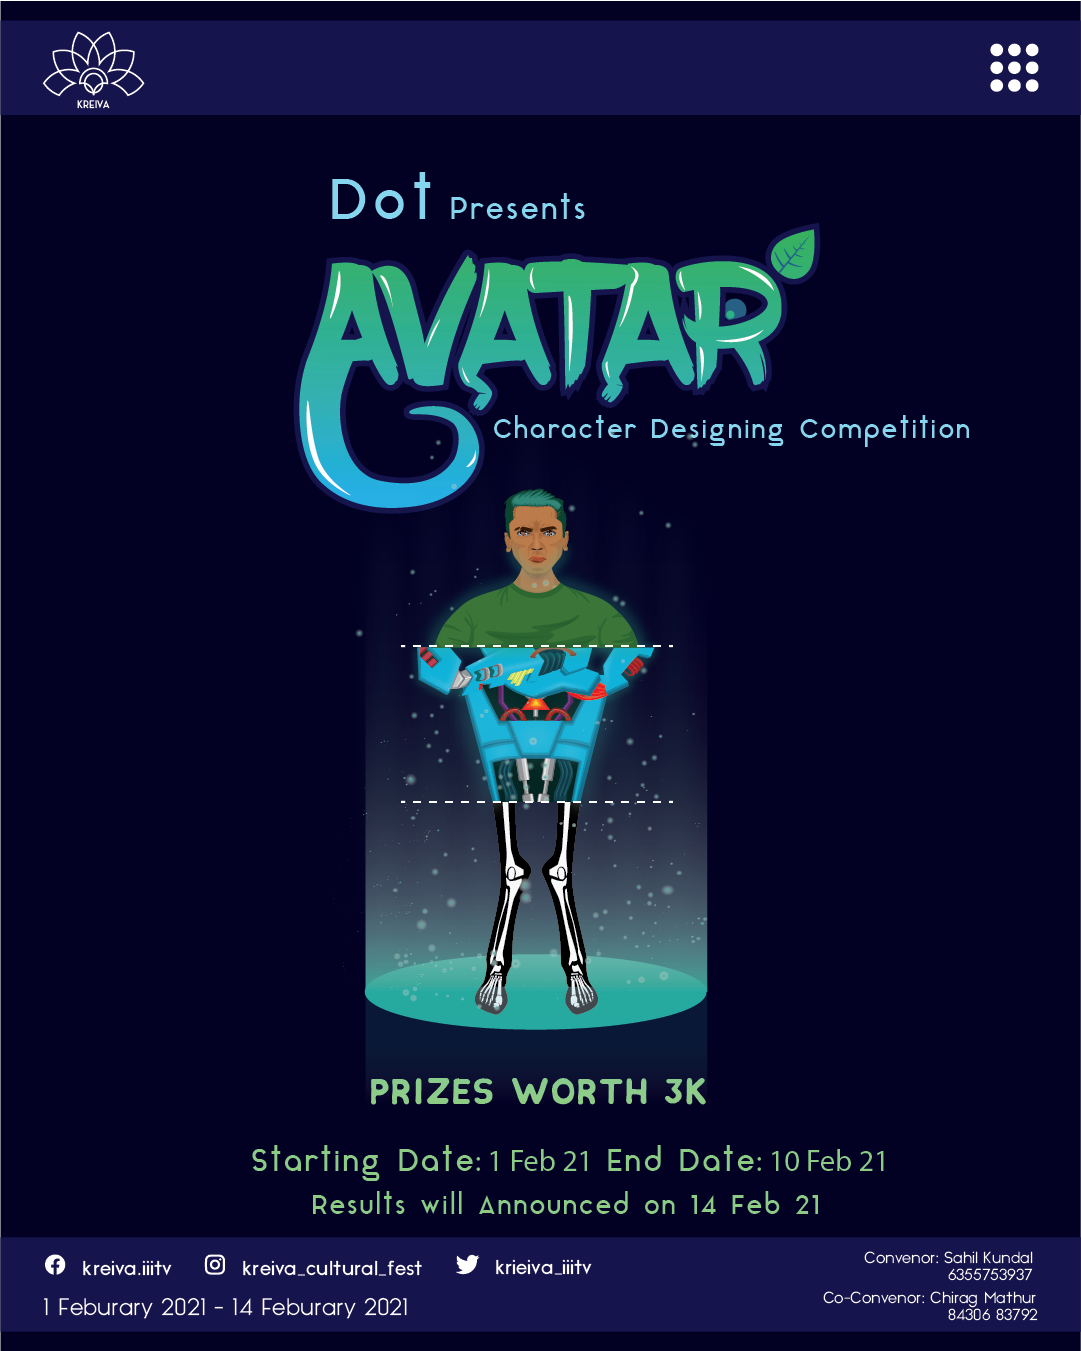 KREIVA
Dot Presents
AVATAR
Character Designing Competition
PRIZES WORTH 3K
Starting Date: 1 Feb 21 End Date: 10 Feb 21
Results will Announced on 14 Feb 21
kreiva.iiitv kreiva_cultural_fest krieiva_iiitv
1 Feburary 2021 - 14 Feburary 2021
Convenor: Sahil Kundal
6355753937
Co-Convenor: Chirag Mathur
84306 83792